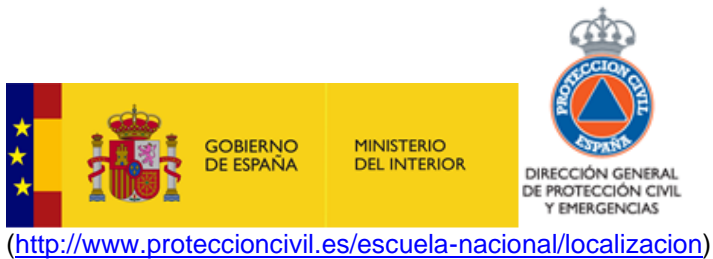 PROTECCION CIVIL
ESPAÑA
GOBIERNO
DE ESPAÑA
MINISTERIO
DEL INTERIOR
DIRECCIÓN GENERAL
DE PROTECCIÓN CIVIL
Y EMERGENCIAS
(http://www.proteccioncivil.es/escuela-nacional/localizacion)